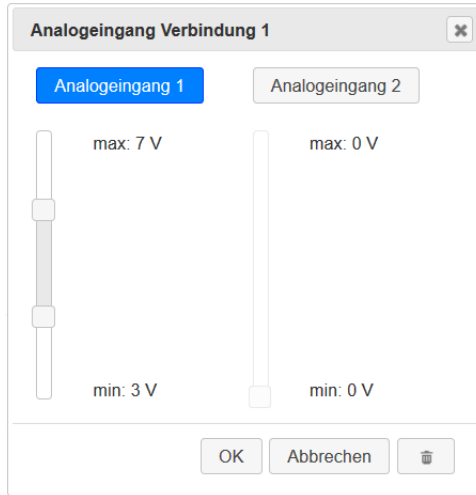 Analogeingang Verbindung 1
Analogeingang 1 Analogeingang 2
max: 7 V max: 0 V
min: 3 V min: 0 V
OK Abbrechen